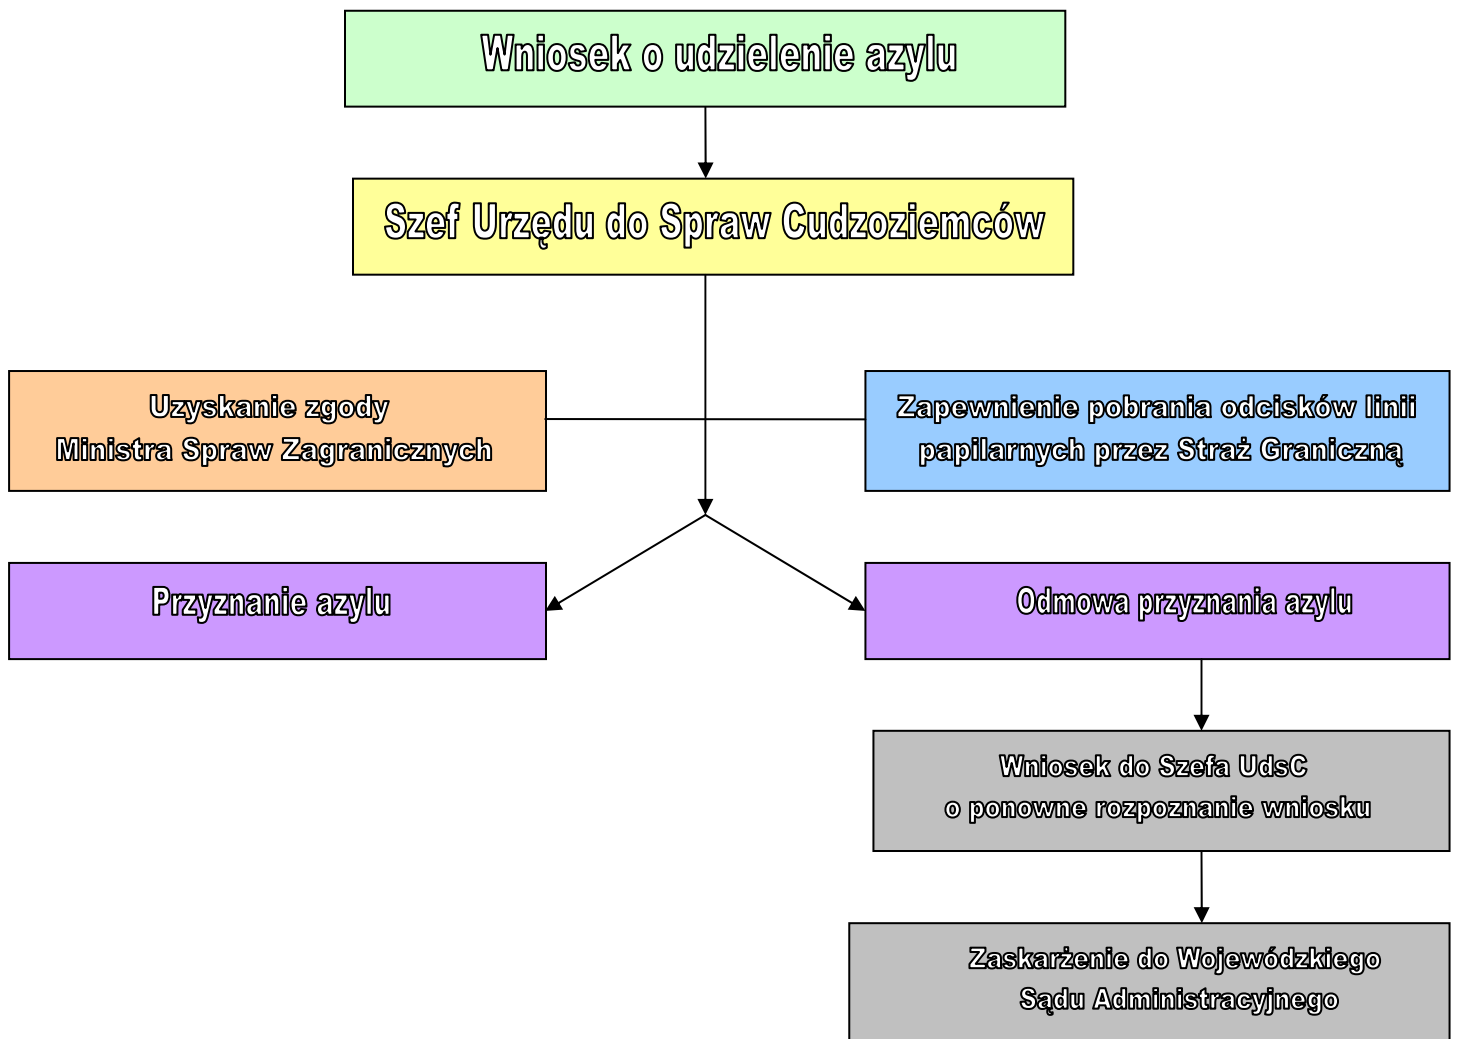 Wniosek o udzielenie azylu
Szef Urzędu do Spraw Cudzoziemców
Uzyskanie zgody
Ministra Spraw Zagranicznych
Zapewnienie pobrania odcisków linii
papilarnych przez Straż Graniczną
Przyznanie azylu
Odmowa przyznania azylu
Wniosek do Szefa UdsC
o ponowne rozpoznanie wniosku
Zaskarżenie do Wojewódzkiego
Sądu Administracyjnego